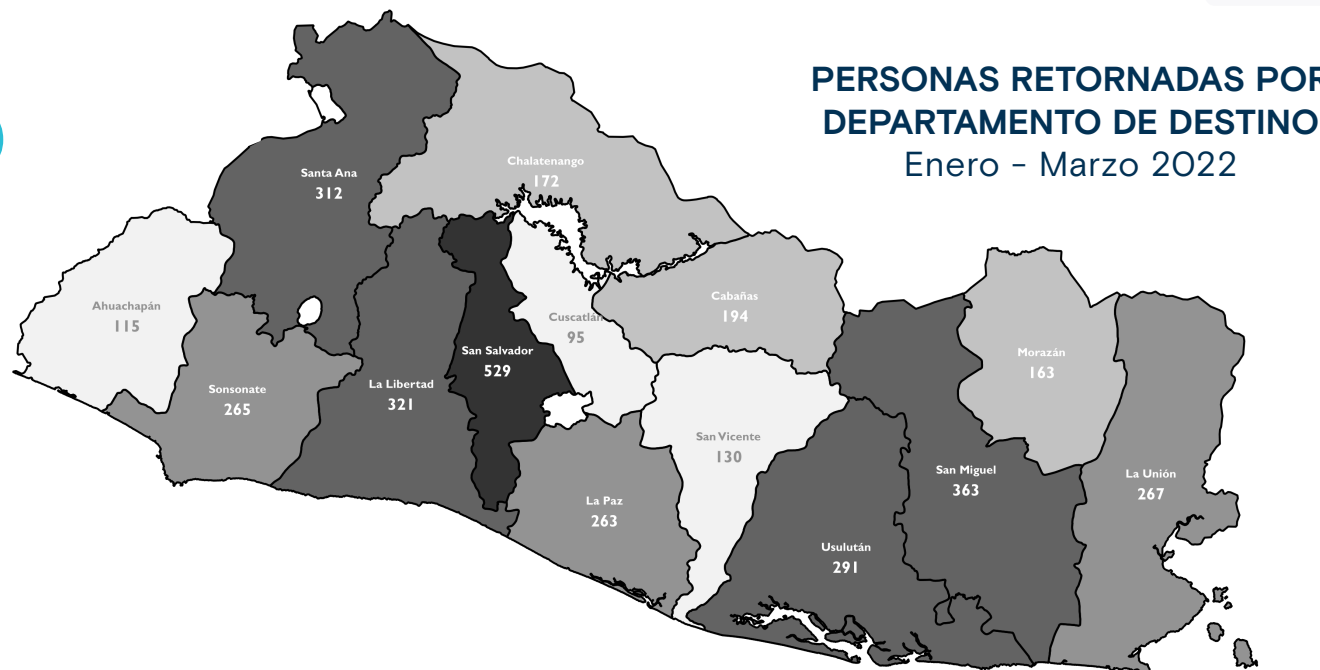 PERSONAS RETORNADAS POR
DEPARTAMENTO DE DESTINO
Enero - Marzo 2022
Chalatenango
172
Santa Ana
312
Ahuachapán
115
Cabañas
194
Cuscatlán
95
San Salvador
529
Morazán
163
La Libertad
321
Sonsonate
265
San Vicente
130
San Miguel
363
La Unión
267
La Paz
263
Usulután
291